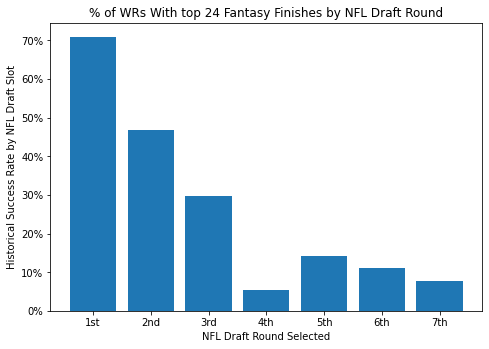 % of WRs With top 24 Fantasy Finishes by NFL Draft Round
Historical Success Rate by NFL Draft Slot
70%
60%
50%
40%
30%
20%
10%
0%
1st 2nd 3rd 4th 5th 6th 7th
NFL Draft Round Selected